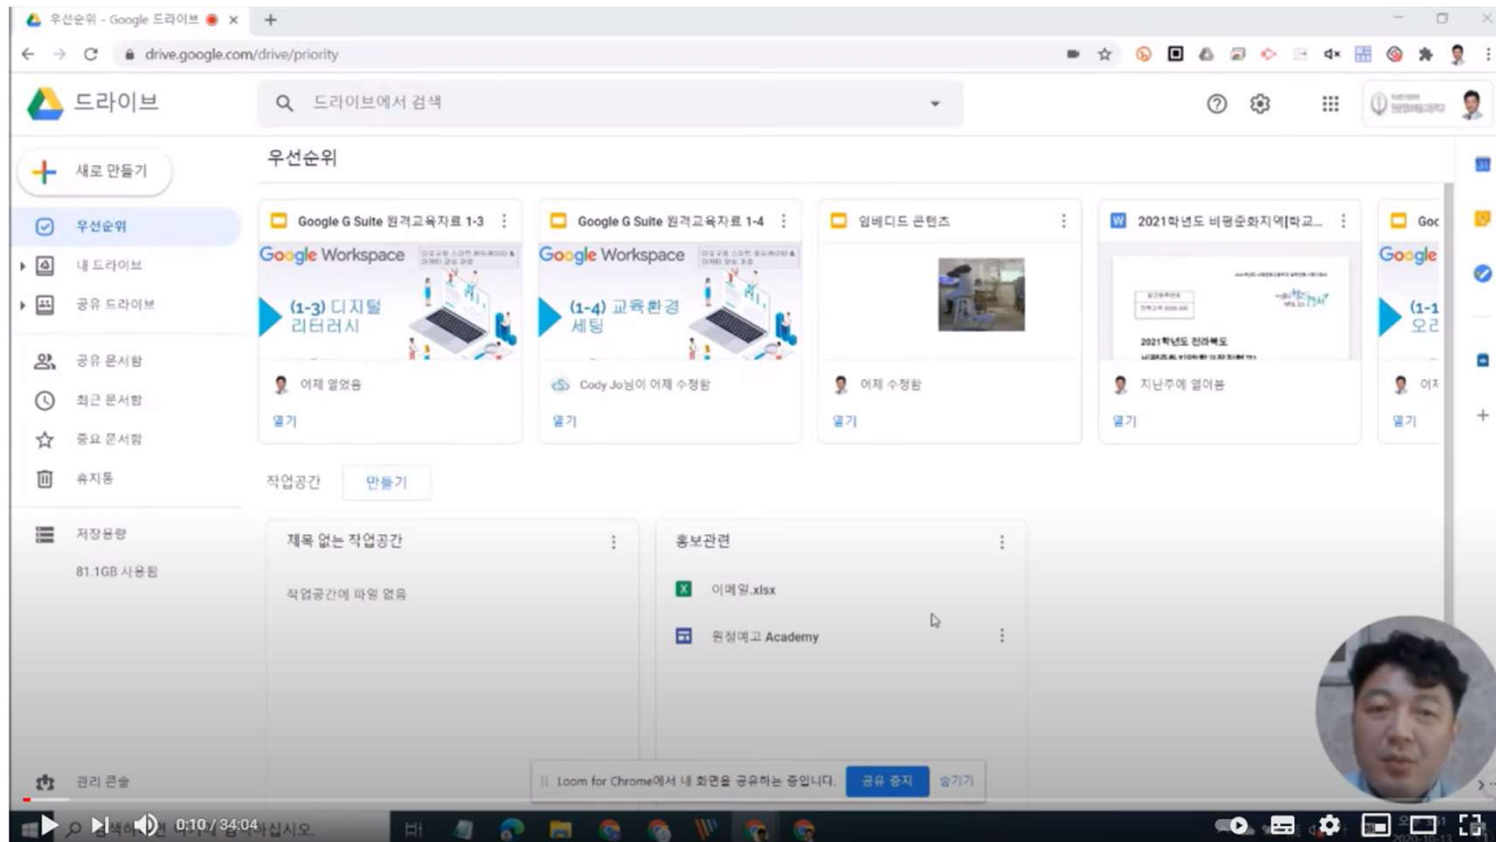 우선순위 - Google 드라이브
drive.google.com/drive/priority
드라이브
드라이브에서 검색
새로 만들기
우선순위
내 드라이브
공유 드라이브
공유 문서함
최근 문서함
중요 문서함
휴지통
저장용량
81.1GB 사용됨
관리 콘솔
우선순위
Google G Suite 원격교육자료 1-3
Google Workspace
(1-3) 디지털
리터러시
어제 열었음
열기
Google G Suite 원격교육자료 1-4
Google Workspace
(1-4) 교육환경
세팅
Cody Jo님이 어제 수정함
열기
임베디드 콘텐츠
어제 수정함
열기
2021학년도 비평준화지역[학교...
2021학년도 전라북도
지난주에 열어봄
열기
Goo
Google
(1-1
오리
어제
열기
작업공간
만들기
제목 없는 작업공간
작업공간에 파일 없음
홍보관련
이메일.xlsx
원정예고 Academy
Loom for Chrome에서 내 화면을 공유하는 중입니다.
공유 중지
숨기기
0:10 / 34:04
2020-10-13